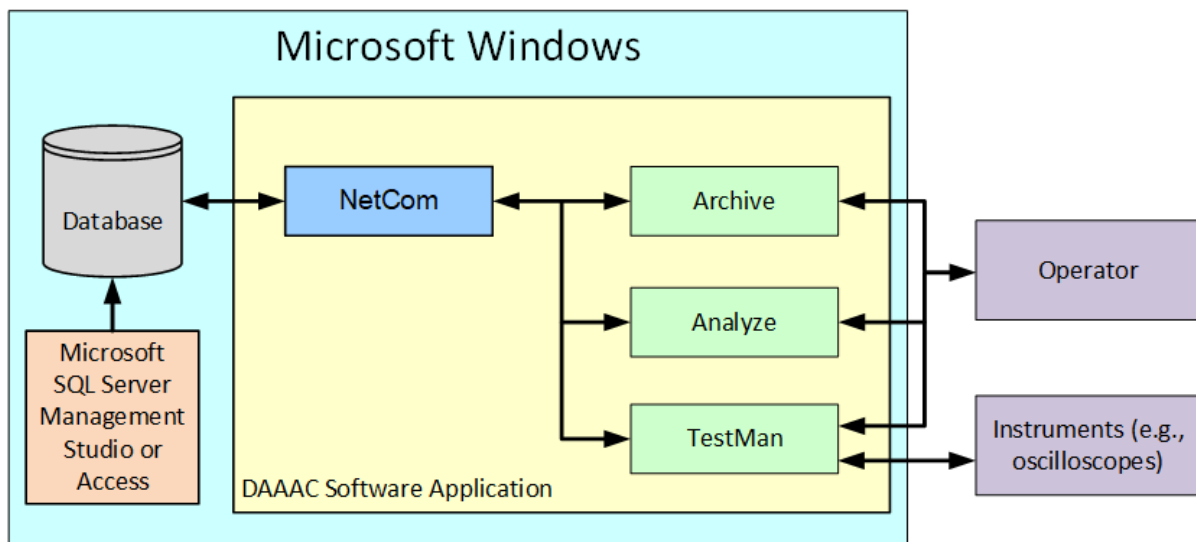 Microsoft Windows
Database
NetCom
Archive
Operator
Analyze
Microsoft
SQL Server
Management
Studio or
Access
TestMan
Instruments (e.g.,
oscilloscopes)
DAAAC Software Application